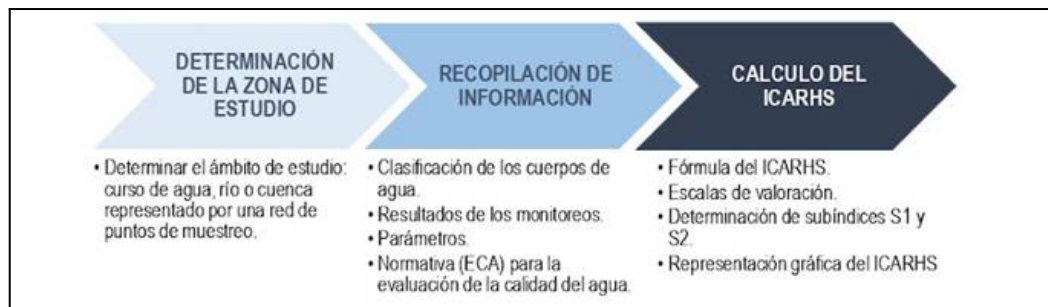 DETERMINACIÓN
DE LA ZONA DE
ESTUDIO
• Determinar el ámbito de estudio:
curso de agua, río o cuenca
representado por una red de
puntos de muestreo.
RECOPILACIÓN DE
INFORMACIÓN
• Clasificación de los cuerpos de
agua.
• Resultados de los monitoreos.
• Parámetros.
• Normativa (ECA) para la
evaluación de la calidad del agua.
CALCULO DEL
ICARHS
• Fórmula del ICARHS.
• Escalas de valoración.
• Determinación de subíndices S1 y
S2.
• Representación gráfica del ICARHS